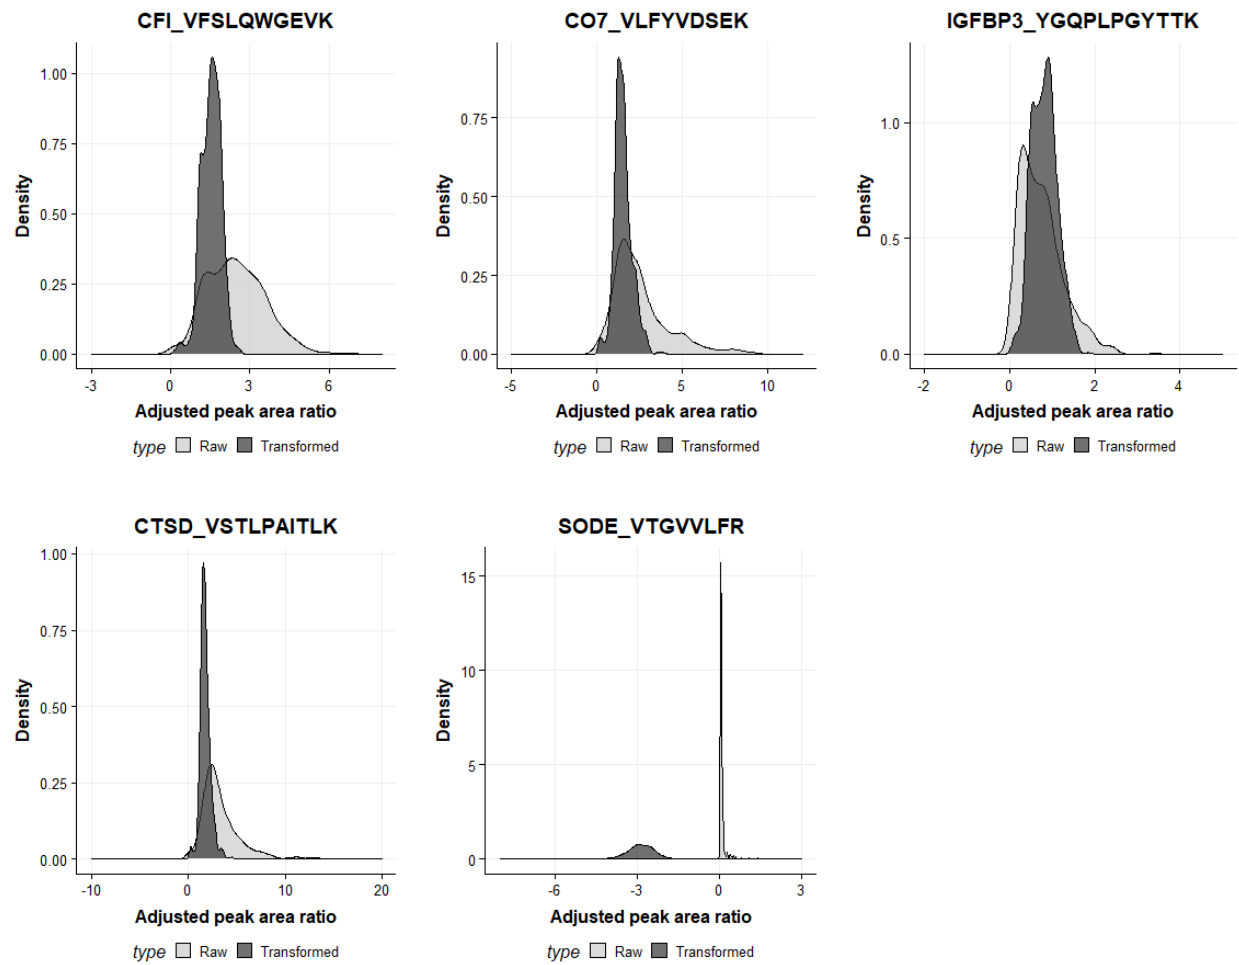 CFI_VFSLQWGEVK
1.00
0.75
0.50
0.25
0.00
Density
-3 0 3 6
Adjusted peak area ratio
type Raw Transformed
CO7_VLFYVDSEK
0.75
0.50
0.25
0.00
Density
-5 0 5 10
Adjusted peak area ratio
type Raw Transformed
IGFBP3_YGQPLPGYTTK
1.0
0.5
0.0
Density
-2 0 2 4
Adjusted peak area ratio
type Raw Transformed
CTSD_VSTLPAITLK
1.00
0.75
0.50
0.25
0.00
Density
-10 0 10 20
Adjusted peak area ratio
type Raw Transformed
SODE_VTGVVLFR
15
10
5
0
Density
-6 -3 0 3
Adjusted peak area ratio
type Raw Transformed